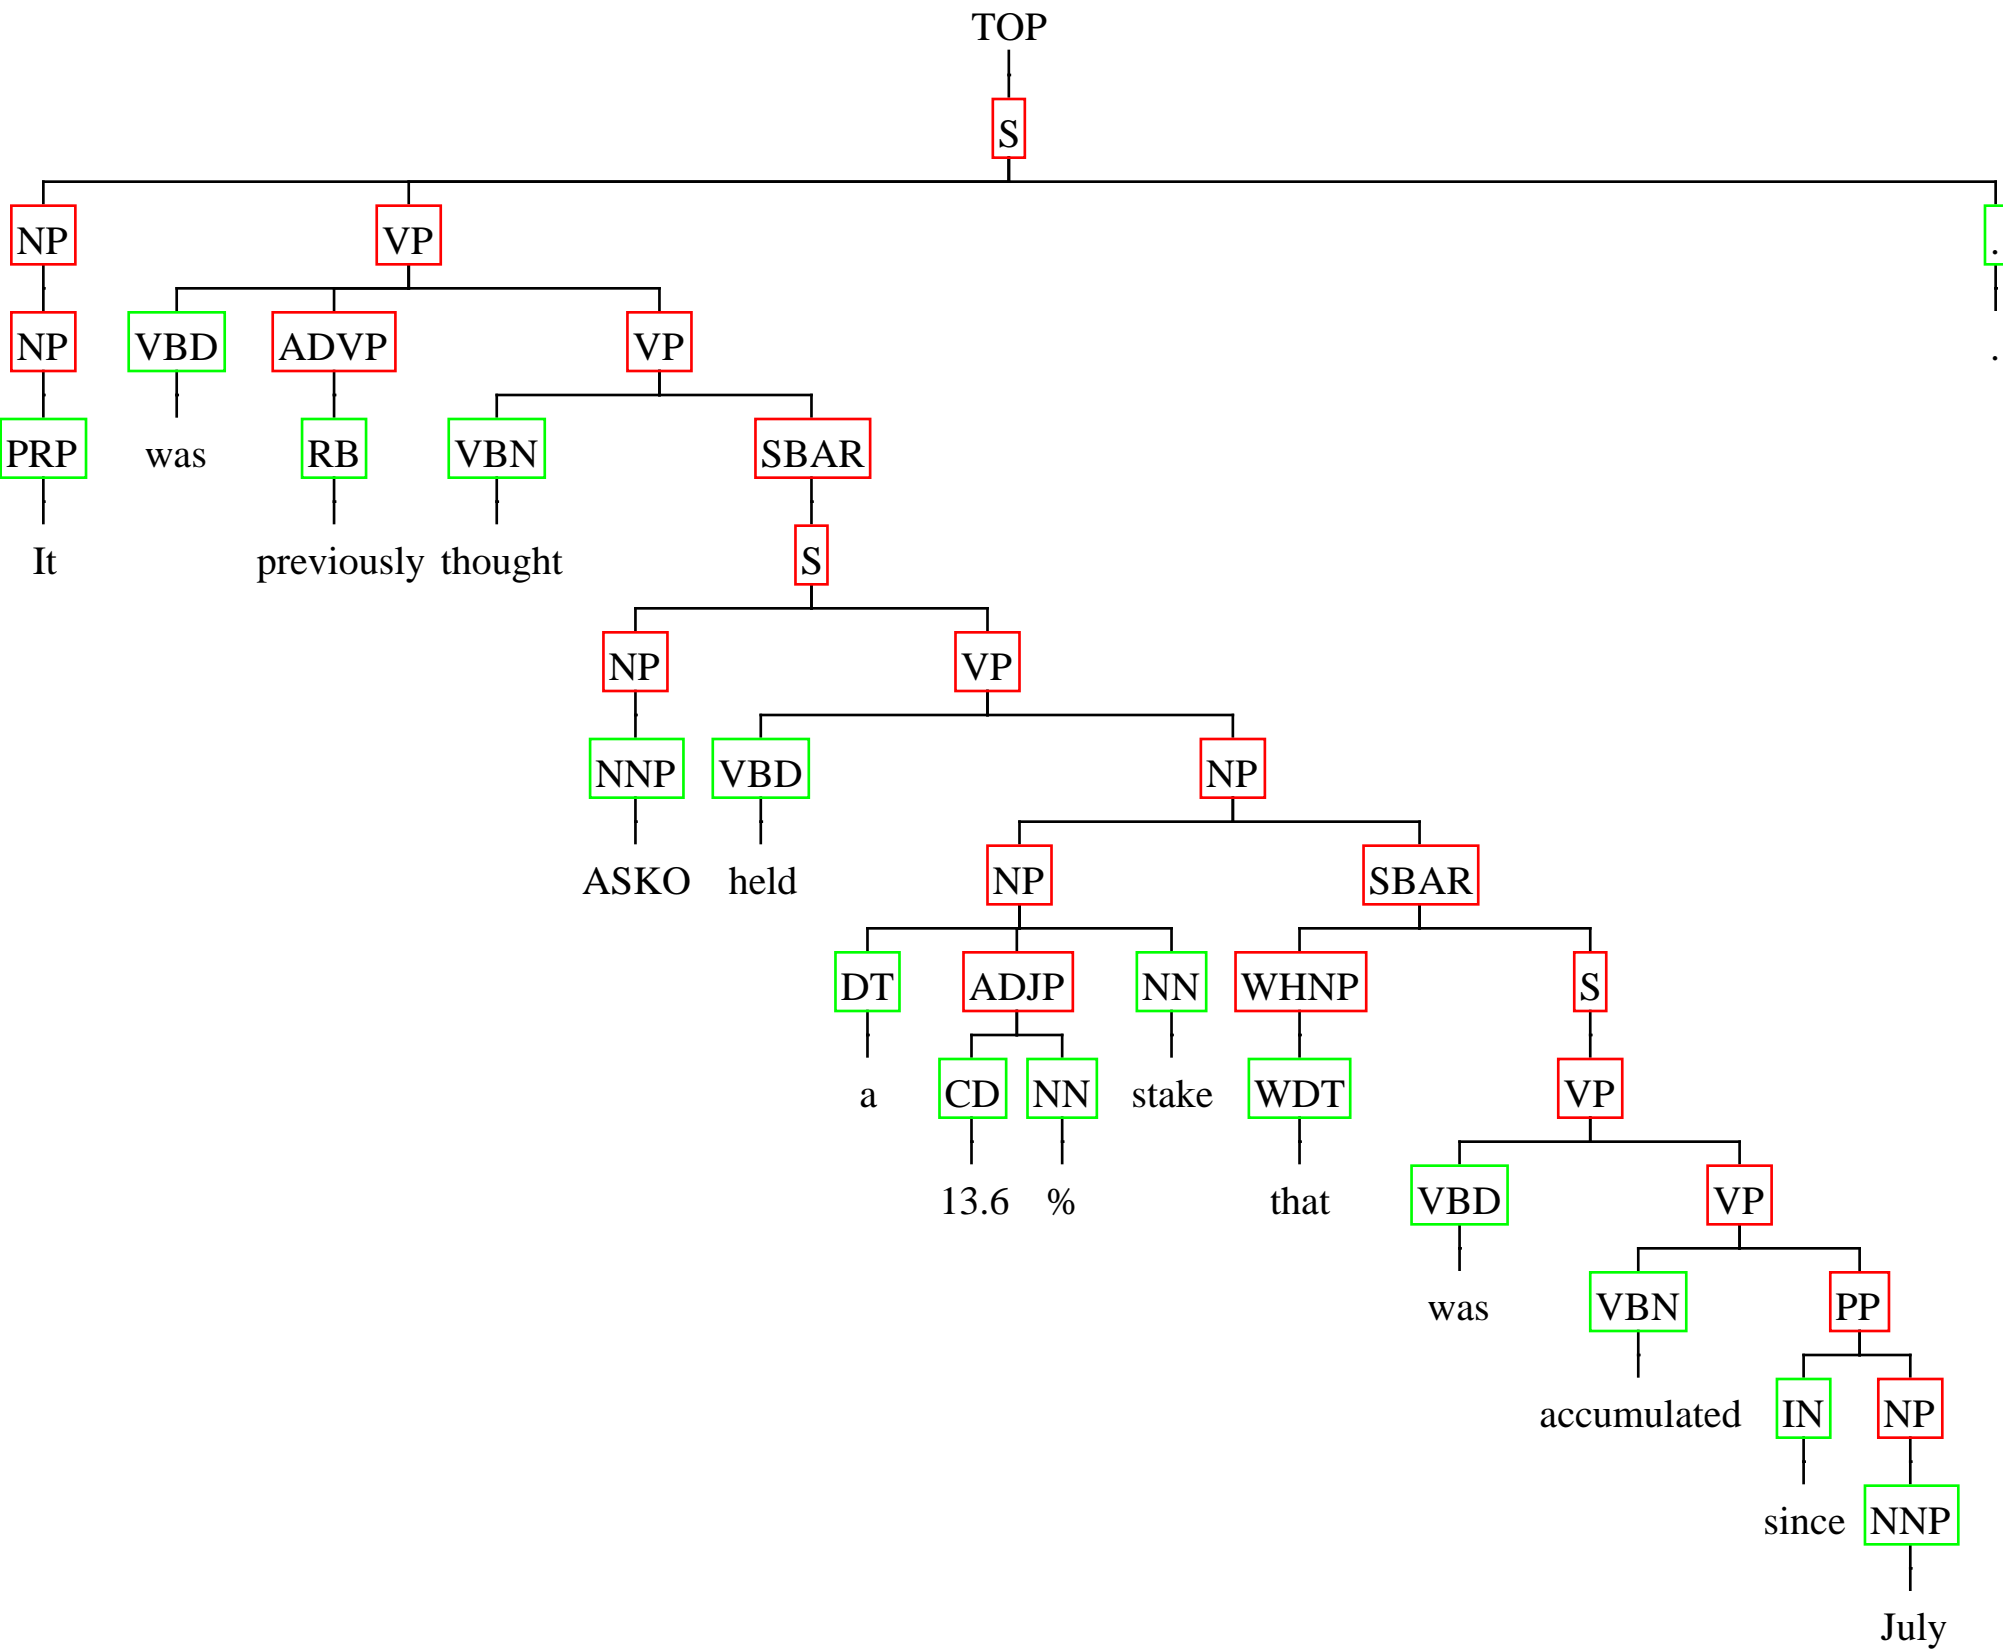 TOP
S
NP VP .
NP VBD ADVP VP .
PRP was RB VBN SBAR
It previously thought S
NP VP
NNP VBD NP
ASKO held NP SBAR
DT ADJP NN WHNP S
a CD NN stake WDT VP
13.6 % that VBD VP
was VBN PP
accumulated IN NP
since NNP
July